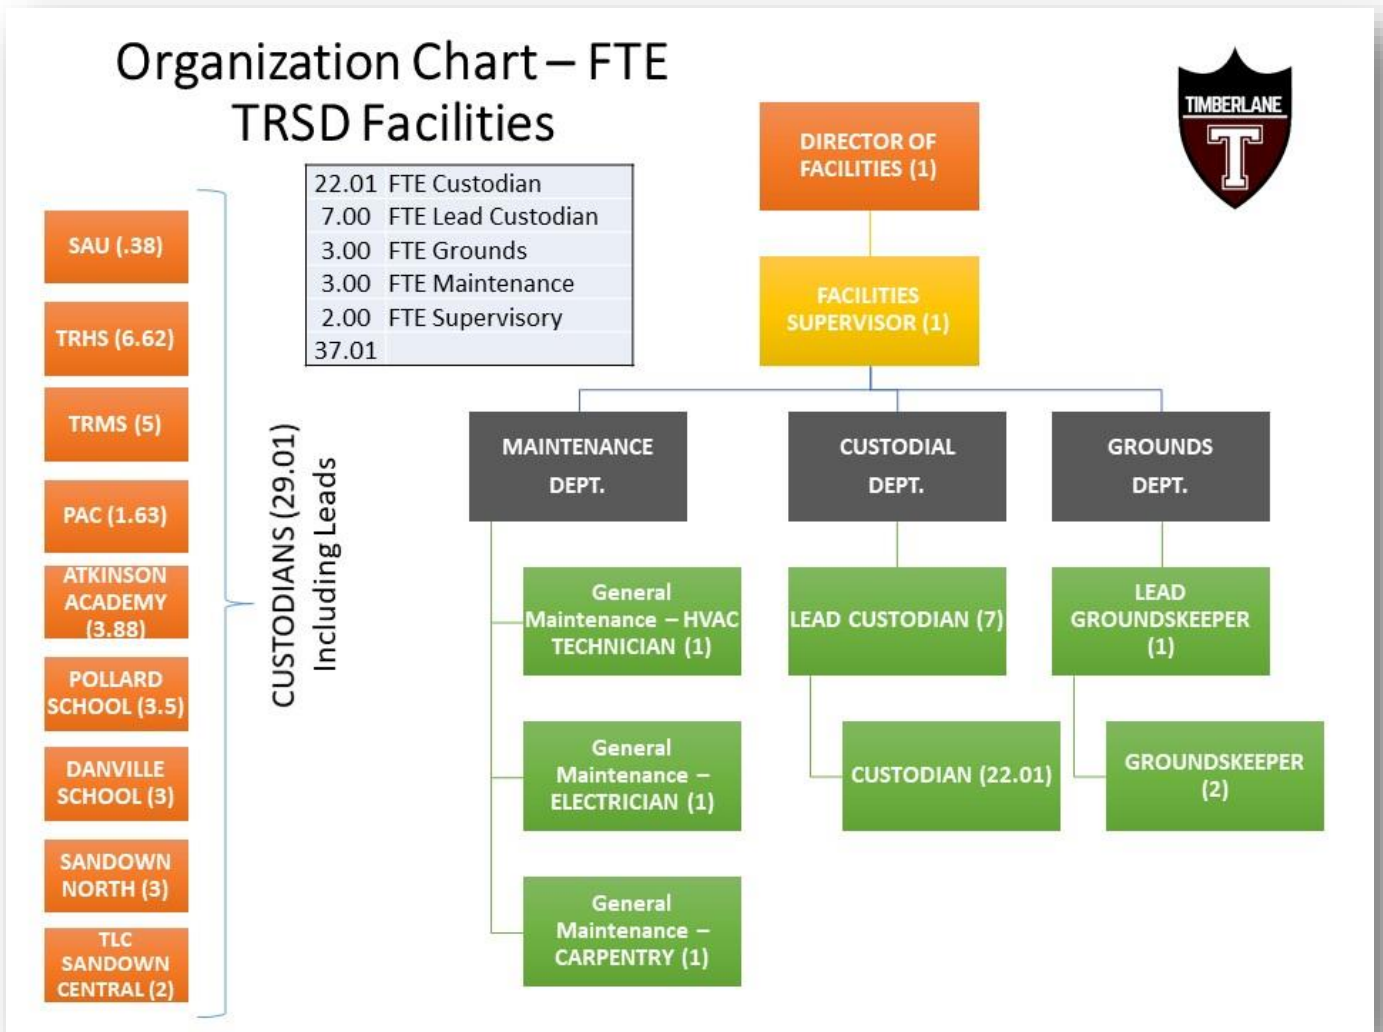 Organization Chart – FTE
TRSD Facilities
TIMBERLANE
T
22.01 FTE Custodian
7.00 FTE Lead Custodian
3.00 FTE Grounds
3.00 FTE Maintenance
2.00 FTE Supervisory
37.01
SAU (.38)
TRHS (6.62)
TRMS (5)
PAC (1.63)
ATKINSON
ACADEMY
(3.88)
POLLARD
SCHOOL (3.5)
DANVILLE
SCHOOL (3)
SANDOWN
NORTH (3)
TLC
SANDOWN
CENTRAL (2)
CUSTODIANS (29.01)
Including Leads
DIRECTOR OF
FACILITIES (1)
FACILITIES
SUPERVISOR (1)
MAINTENANCE
DEPT.
General
Maintenance – HVAC
TECHNICIAN (1)
General
Maintenance –
ELECTRICIAN (1)
General
Maintenance –
CARPENTRY (1)
CUSTODIAL
DEPT.
LEAD CUSTODIAN (7)
CUSTODIAN (22.01)
GROUNDS
DEPT.
LEAD
GROUNDSKEEPER
(1)
GROUNDSKEEPER
(2)